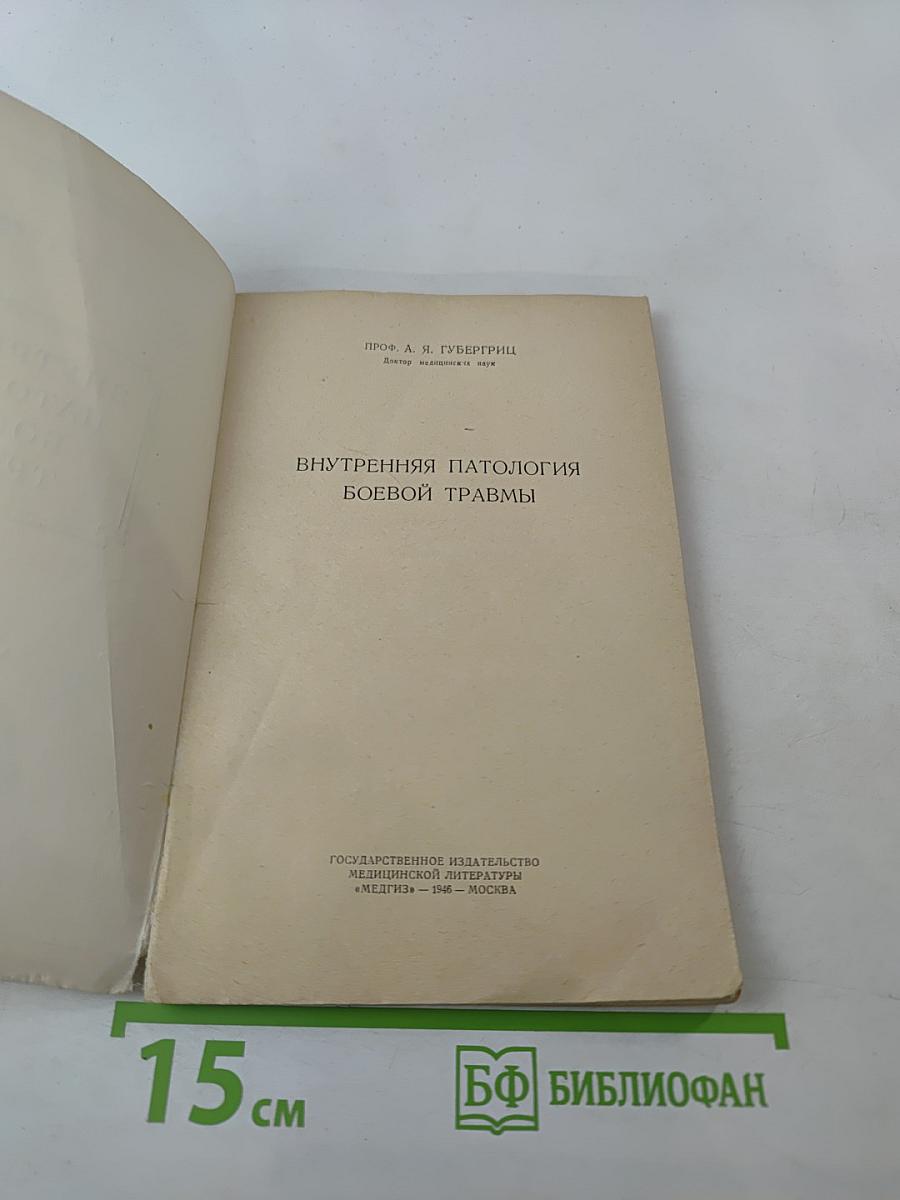 ПРОФ. А. Я. ГУБЕРГРИЦ
Доктор медицинских наук
ВНУТРЕННЯЯ ПАТОЛОГИЯ
БОЕВОЙ ТРАВМЫ
ГОСУДАРСТВЕННОЕ ИЗДАТЕЛЬСТВО
МЕДИЦИНСКОЙ ЛИТЕРАТУРЫ
«МЕДГИЗ» — 1946 — МОСКВА
15 см
БФ БИБЛИОФАН